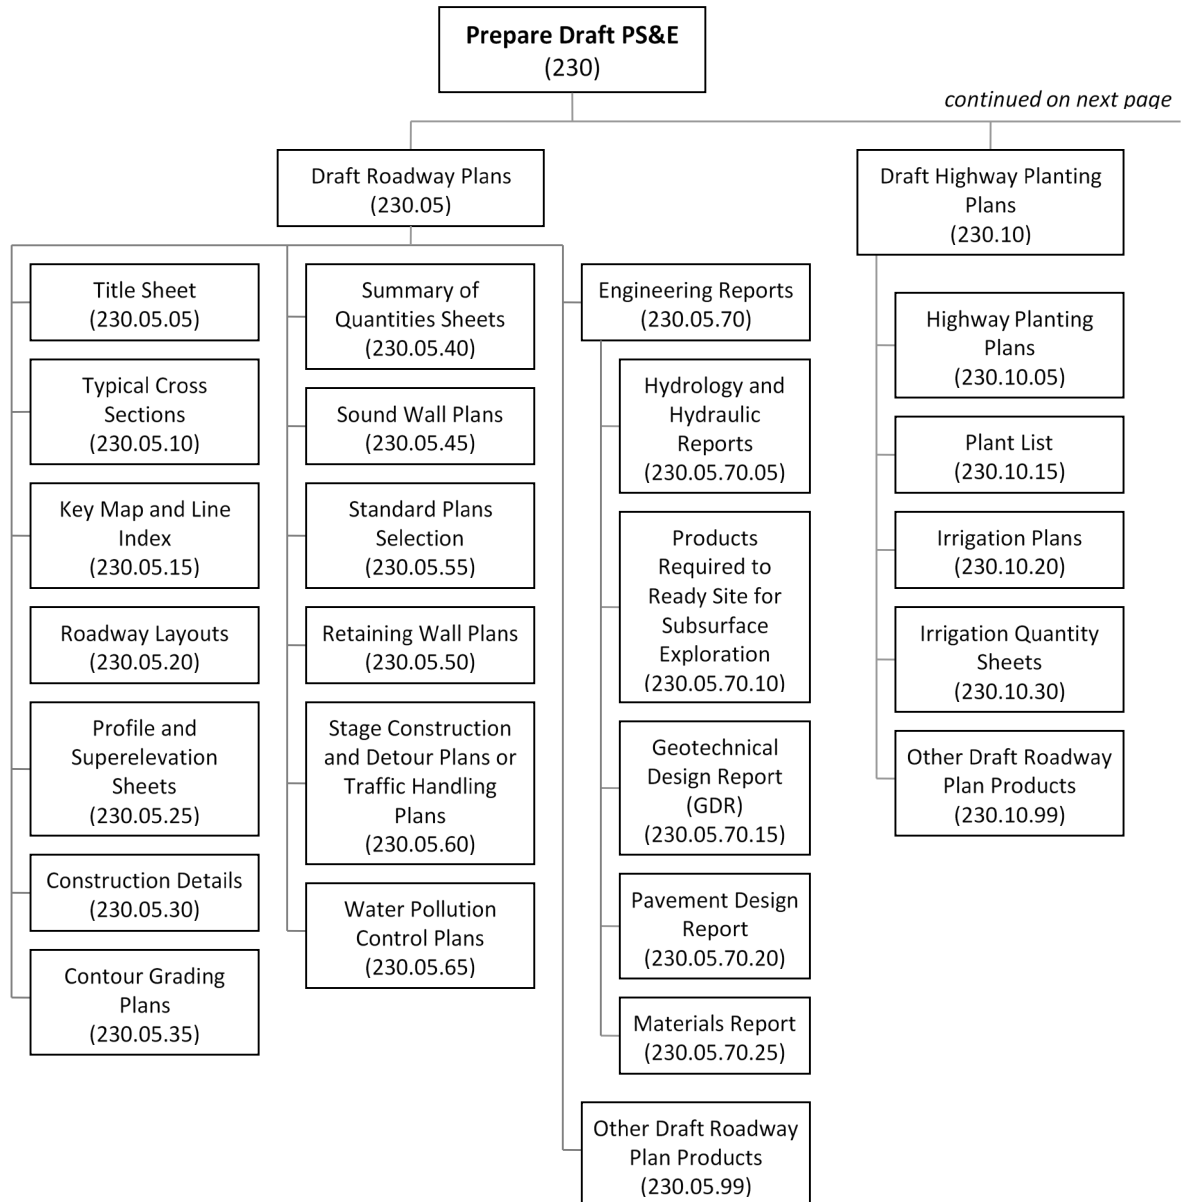 Prepare Draft PS&E
(230)
continued on next page
Draft Roadway Plans
(230.05)
Draft Highway Planting
Plans
(230.10)
Title Sheet
(230.05.05)
Typical Cross
Sections
(230.05.10)
Key Map and Line
Index
(230.05.15)
Roadway Layouts
(230.05.20)
Profile and
Superelevation
Sheets
(230.05.25)
Construction Details
(230.05.30)
Contour Grading
Plans
(230.05.35)
Summary of
Quantities Sheets
(230.05.40)
Sound Wall Plans
(230.05.45)
Standard Plans
Selection
(230.05.55)
Retaining Wall Plans
(230.05.50)
Stage Construction
and Detour Plans or
Traffic Handling
Plans
(230.05.60)
Water Pollution
Control Plans
(230.05.65)
Engineering Reports
(230.05.70)
Hydrology and
Hydraulic
Reports
(230.05.70.05)
Products
Required to
Ready Site for
Subsurface
Exploration
(230.05.70.10)
Geotechnical
Design Report
(GDR)
(230.05.70.15)
Pavement Design
Report
(230.05.70.20)
Materials Report
(230.05.70.25)
Other Draft Roadway
Plan Products
(230.05.99)
Highway Planting
Plans
(230.10.05)
Plant List
(230.10.15)
Irrigation Plans
(230.10.20)
Irrigation Quantity
Sheets
(230.10.30)
Other Draft Roadway
Plan Products
(230.10.99)